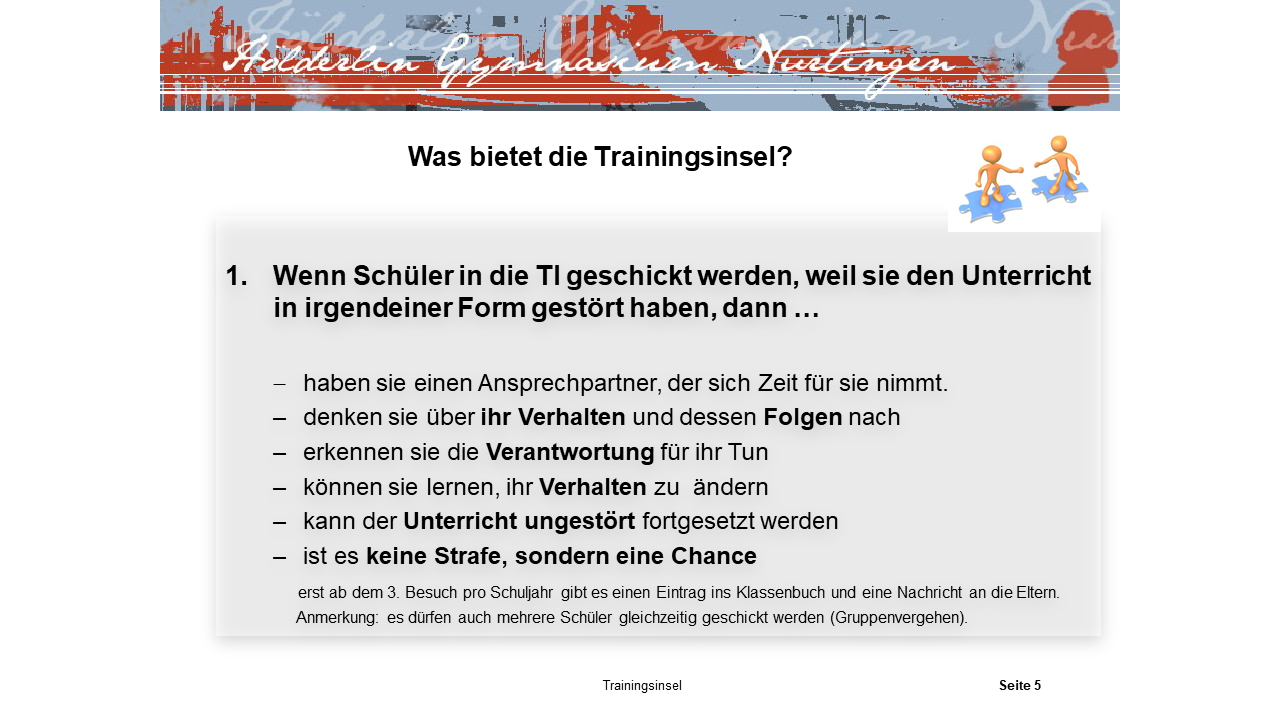 Hölderlin Gymnasium Nürtingen
Hölderlin Gymnasium Nür
Was bietet die Trainingsinsel?
1. Wenn Schüler in die TI geschickt werden, weil sie den Unterricht
in irgendeiner Form gestört haben, dann …
– haben sie einen Ansprechpartner, der sich Zeit für sie nimmt.
– denken sie über ihr Verhalten und dessen Folgen nach
– erkennen sie die Verantwortung für ihr Tun
– können sie lernen, ihr Verhalten zu ändern
– kann der Unterricht ungestört fortgesetzt werden
– ist es keine Strafe, sondern eine Chance
erst ab dem 3. Besuch pro Schuljahr gibt es einen Eintrag ins Klassenbuch und eine Nachricht an die Eltern.
Anmerkung: es dürfen auch mehrere Schüler gleichzeitig geschickt werden (Gruppenvergehen).
Trainingsinsel
Seite 5